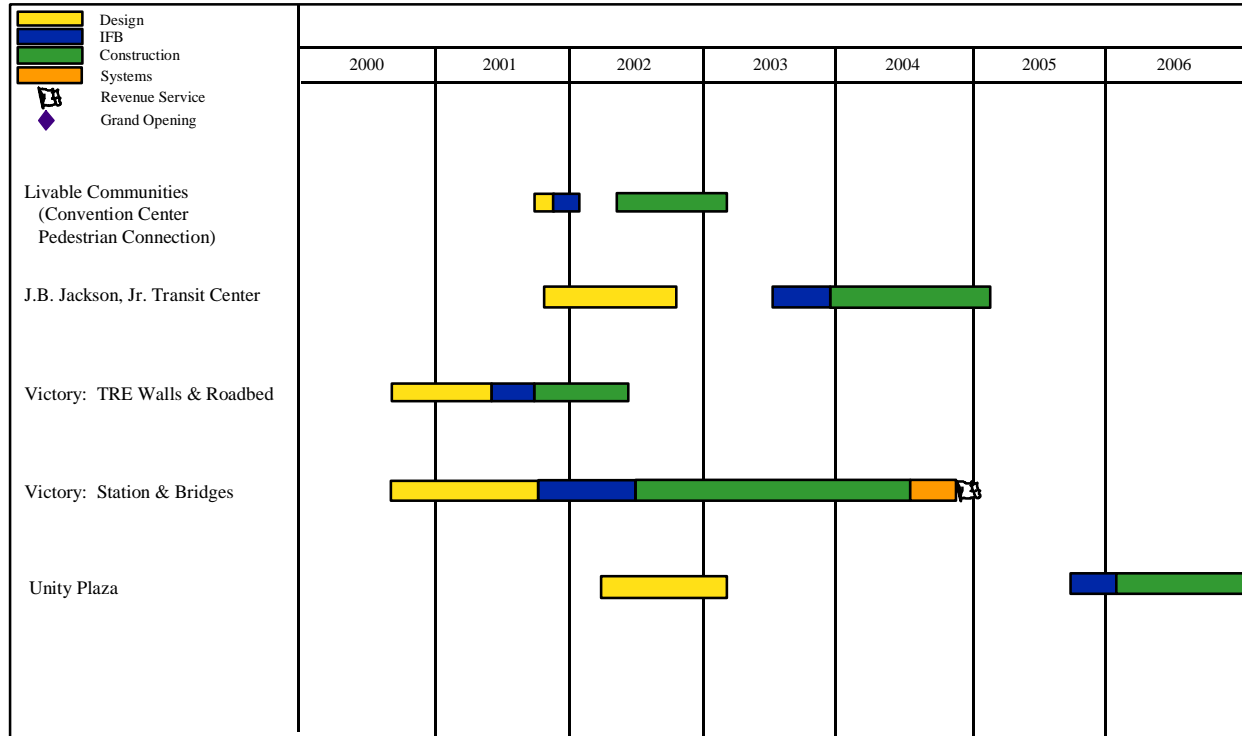 Design
IFB
Construction
Systems
Revenue Service
Grand Opening
2000 2001 2002 2003 2004 2005 2006
Livable Communities
(Convention Center
Pedestrian Connection)
J.B. Jackson, Jr. Transit Center
Victory: TRE Walls & Roadbed
Victory: Station & Bridges
Unity Plaza